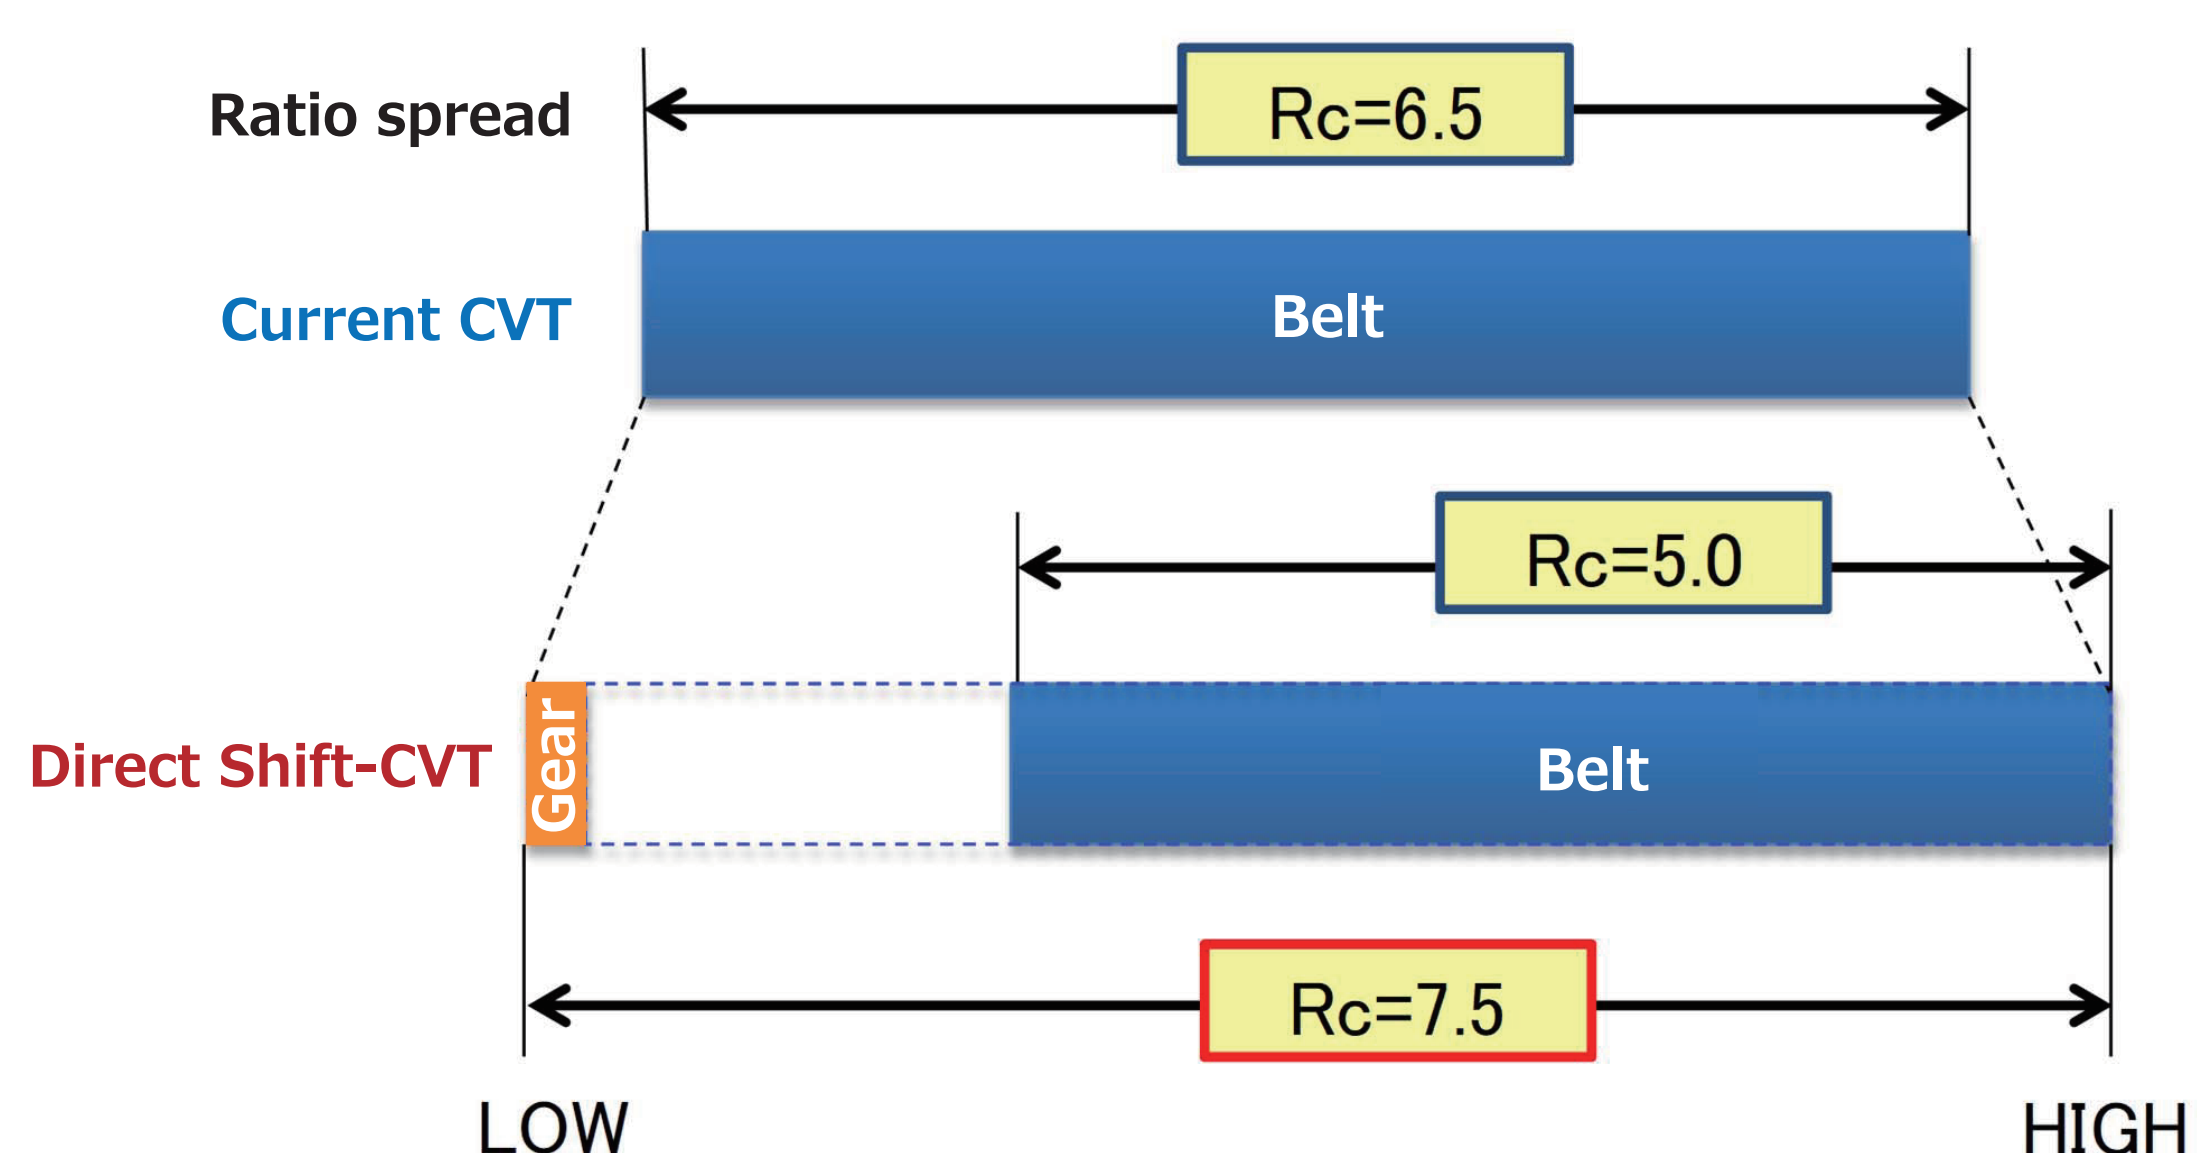 Ratio spread
Rc=6.5
Current CVT
Belt
Rc=5.0
Direct Shift-CVT
Gear
Belt
Rc=7.5
LOW
HIGH